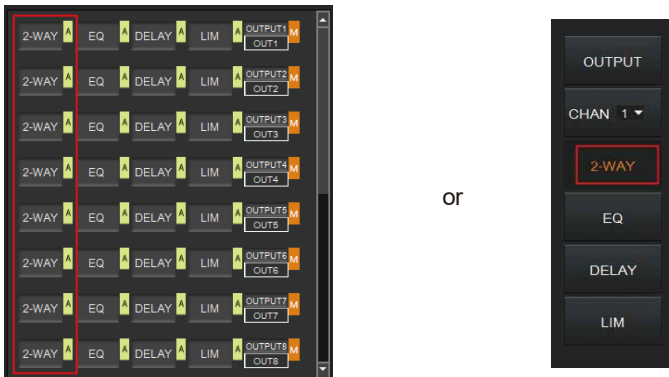 2-WAY A EQ A DELAY A LIM A OUTPUT1 M
OUT1
2-WAY A EQ A DELAY A LIM A OUTPUT2 M
OUT2
2-WAY A EQ A DELAY A LIM A OUTPUT3 M
OUT3
2-WAY A EQ A DELAY A LIM A OUTPUT4 M
OUT4
2-WAY A EQ A DELAY A LIM A OUTPUT5 M
OUT5
2-WAY A EQ A DELAY A LIM A OUTPUT6 M
OUT6
2-WAY A EQ A DELAY A LIM A OUTPUT7 M
OUT7
2-WAY A EQ A DELAY A LIM A OUTPUT8 M
OUT8
or
OUTPUT
CHAN 1
2-WAY
EQ
DELAY
LIM